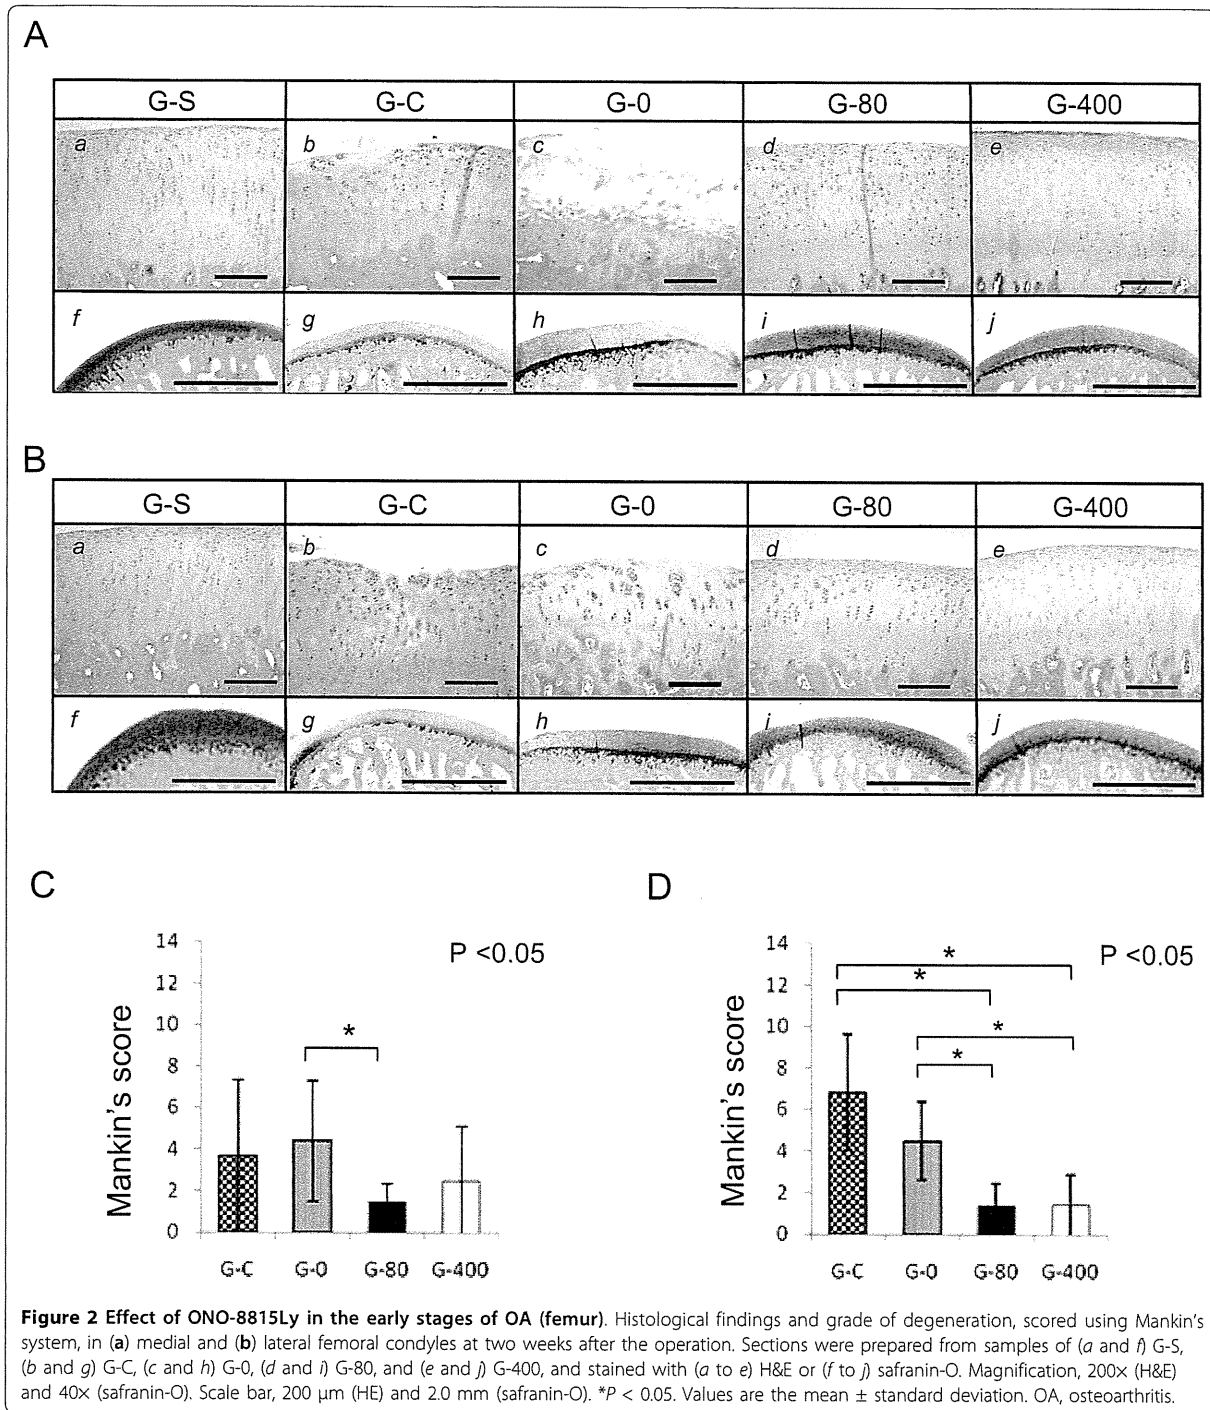 A
G-S G-C G-0 G-80 G-400
a b c d e
f g h i j
B
G-S G-C G-0 G-80 G-400
a b c d e
f g h i j
C
P <0.05
Mankin's score
14
12
10
8
6
4
2
0
*
G-C G-0 G-80 G-400
D
P <0.05
Mankin's score
14
12
10
8
6
4
2
0
*
*
*
*
G-C G-0 G-80 G-400
Figure 2 Effect of ONO-8815Ly in the early stages of OA (femur). Histological findings and grade of degeneration, scored using Mankin's
system, in (a) medial and (b) lateral femoral condyles at two weeks after the operation. Sections were prepared from samples of (a and f) G-S,
(b and g) G-C, (c and h) G-0, (d and i) G-80, and (e and j) G-400, and stained with (a to e) H&E or (f to j) safranin-O. Magnification, 200× (H&E)
and 40× (safranin-O). Scale bar, 200 μm (HE) and 2.0 mm (safranin-O). *P < 0.05. Values are the mean ± standard deviation. OA, osteoarthritis.